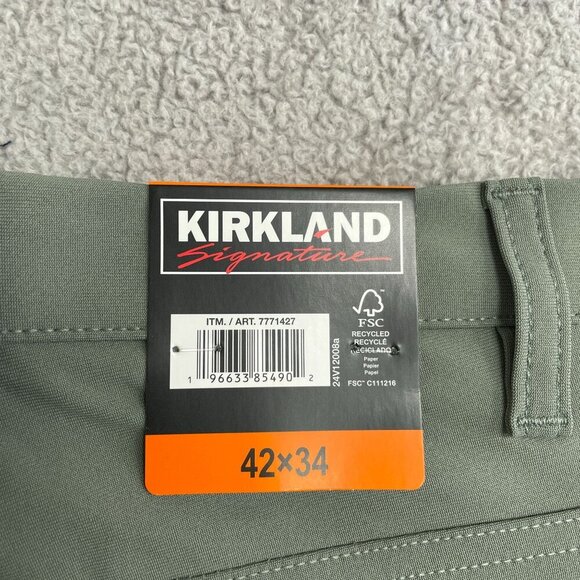 KIRKLAND
Signature
ITM. / ART. 7771427
1 96633 85490 2
24V12008a
FSC
RECYCLED
RECYCLÉ
RECICLADO
Paper
Papier
Papel
FSC® C111216
42×34